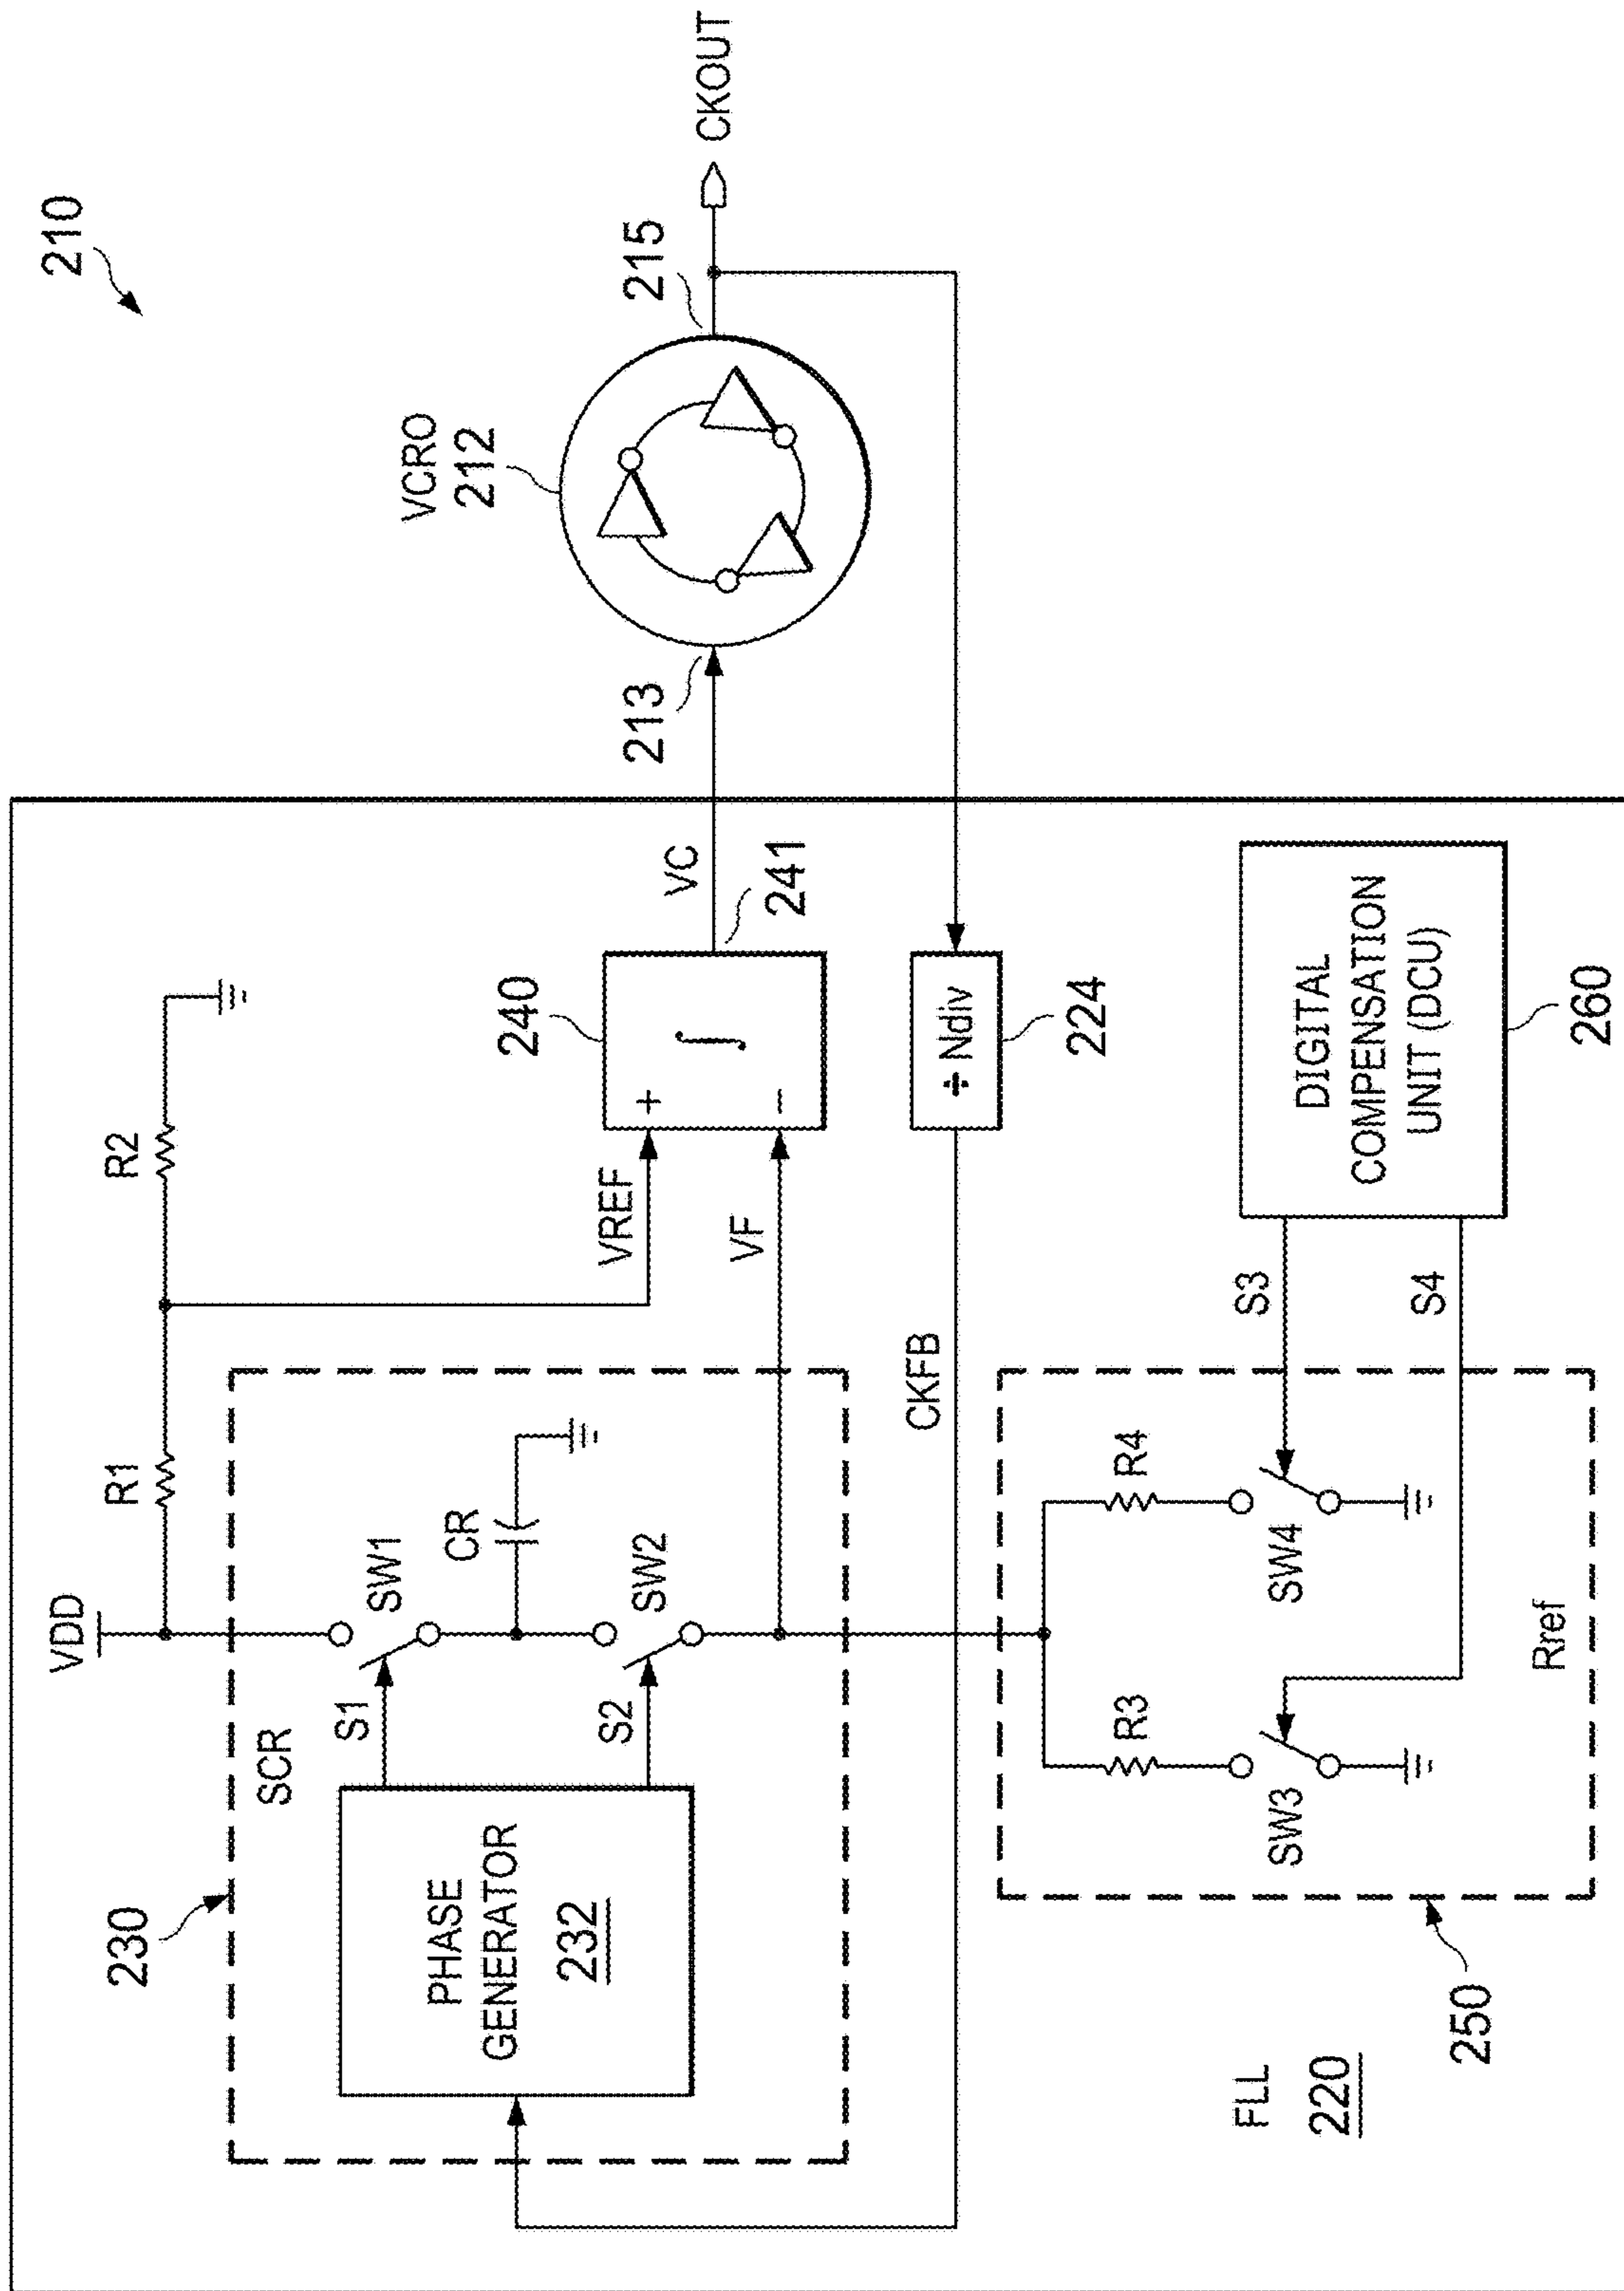 210
VDD
R1
R2
230
SCR
S1
SW1
CR
S2
SW2
PHASE
GENERATOR
232
VREF
VF
240
+
−
∫
241
VC
213
VCRO
212
215
CKOUT
CKFB
÷ Ndiv
224
R3
R4
SW3
SW4
Rref
S3
S4
DIGITAL
COMPENSATION
UNIT (DCU)
260
FLL
220
250